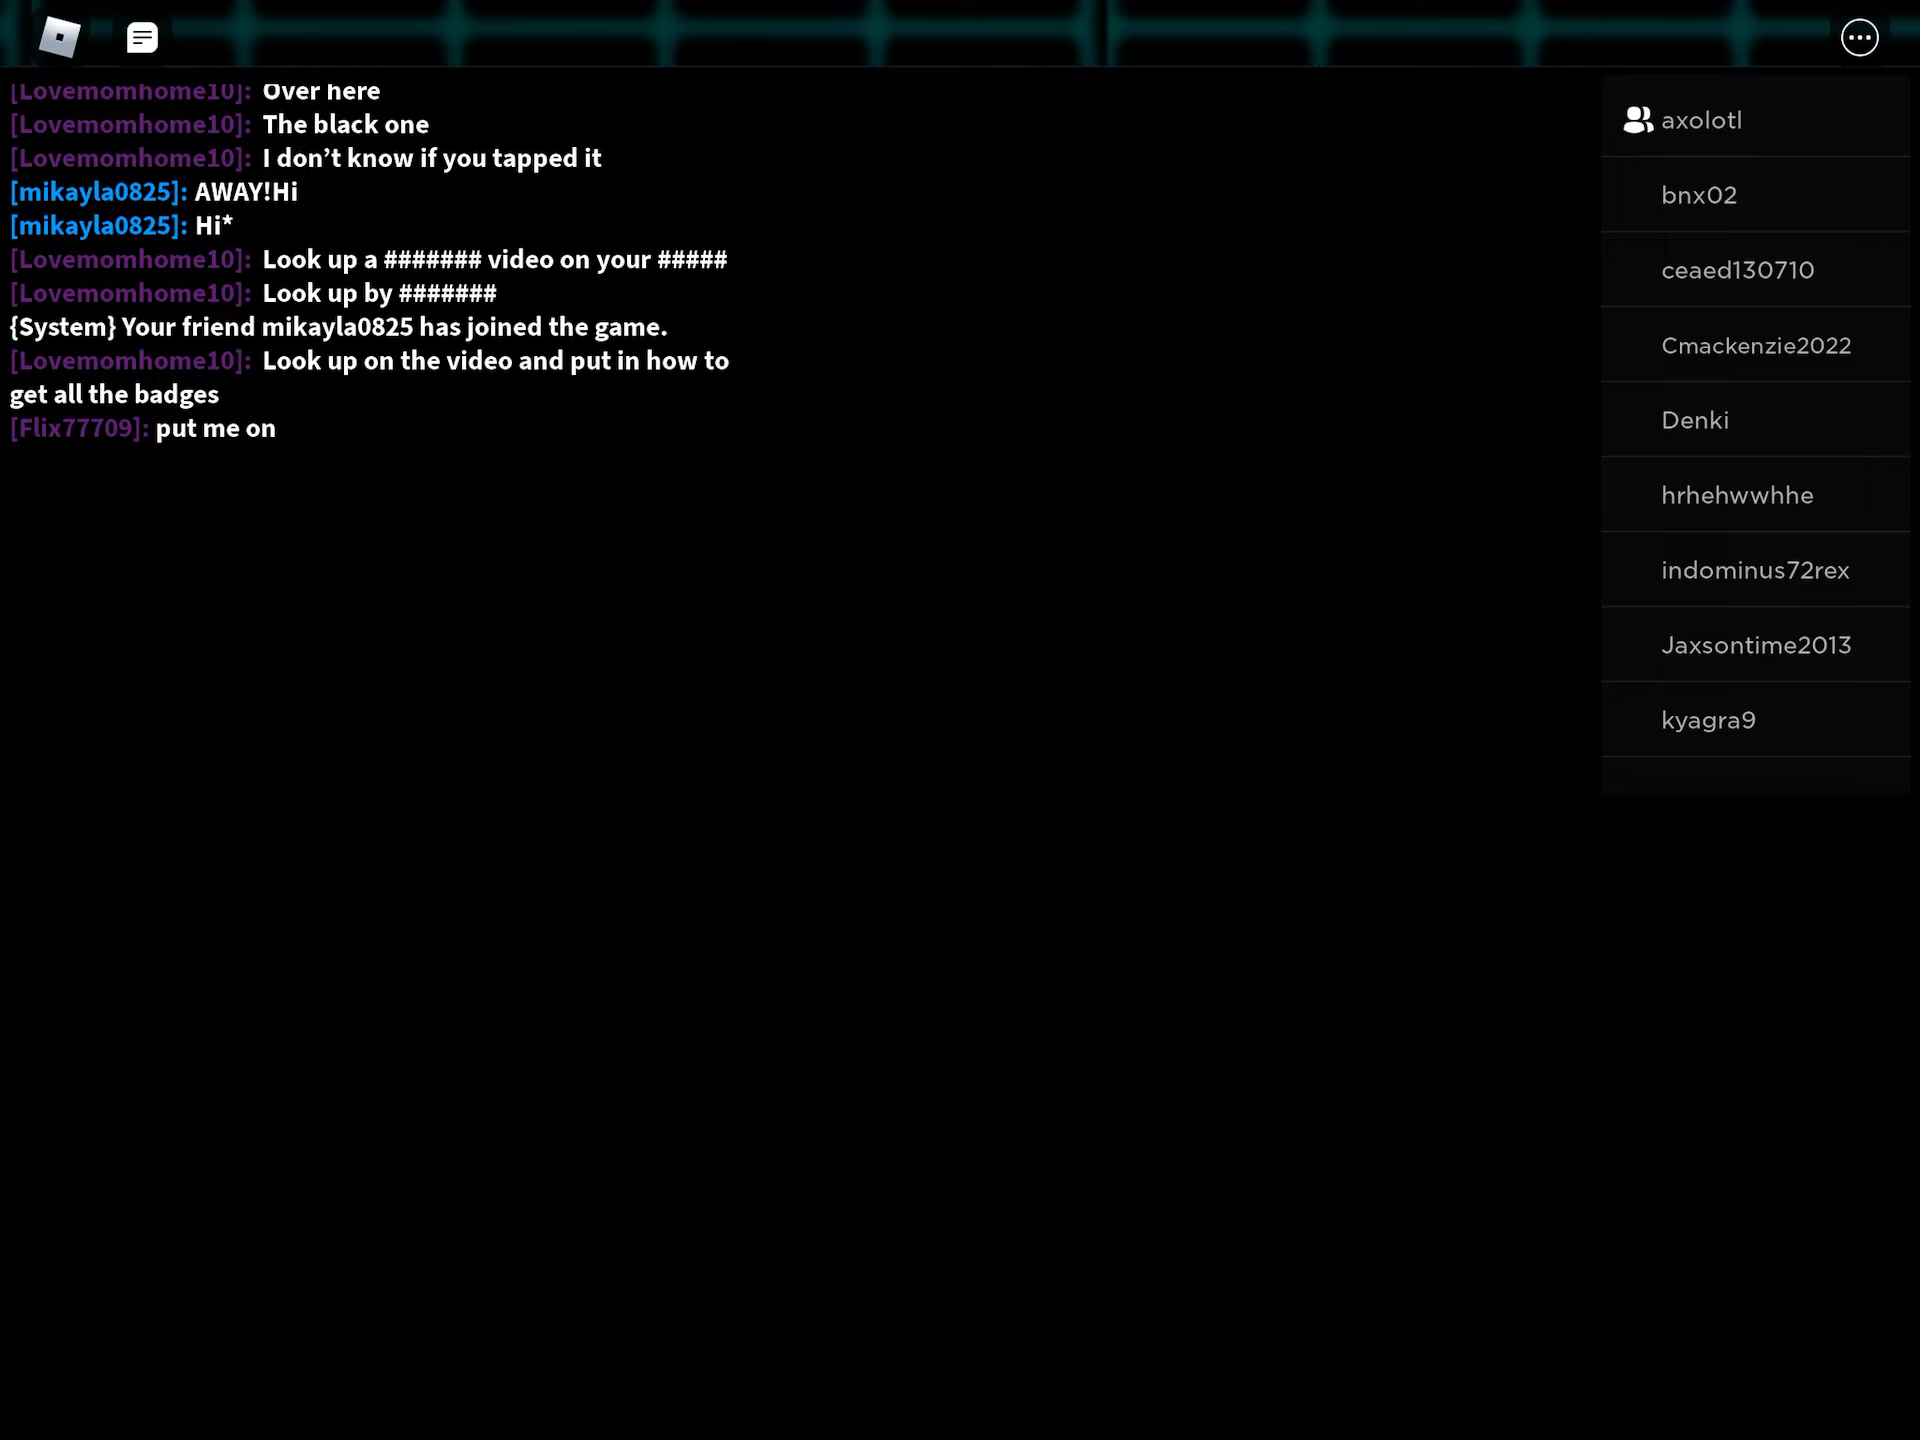 [Lovemomhome10]: Over here
[Lovemomhome10]: The black one
[Lovemomhome10]: I don’t know if you tapped it
[mikayla0825]: AWAY!Hi
[mikayla0825]: Hi*
[Lovemomhome10]: Look up a ####### video on your #####
[Lovemomhome10]: Look up by #######
{System} Your friend mikayla0825 has joined the game.
[Lovemomhome10]: Look up on the video and put in how to
get all the badges
[Flix77709]: put me on
axolotl
bnx02
ceaed130710
Cmackenzie2022
Denki
hrhehwwhhe
indominus72rex
Jaxsontime2013
kyagra9